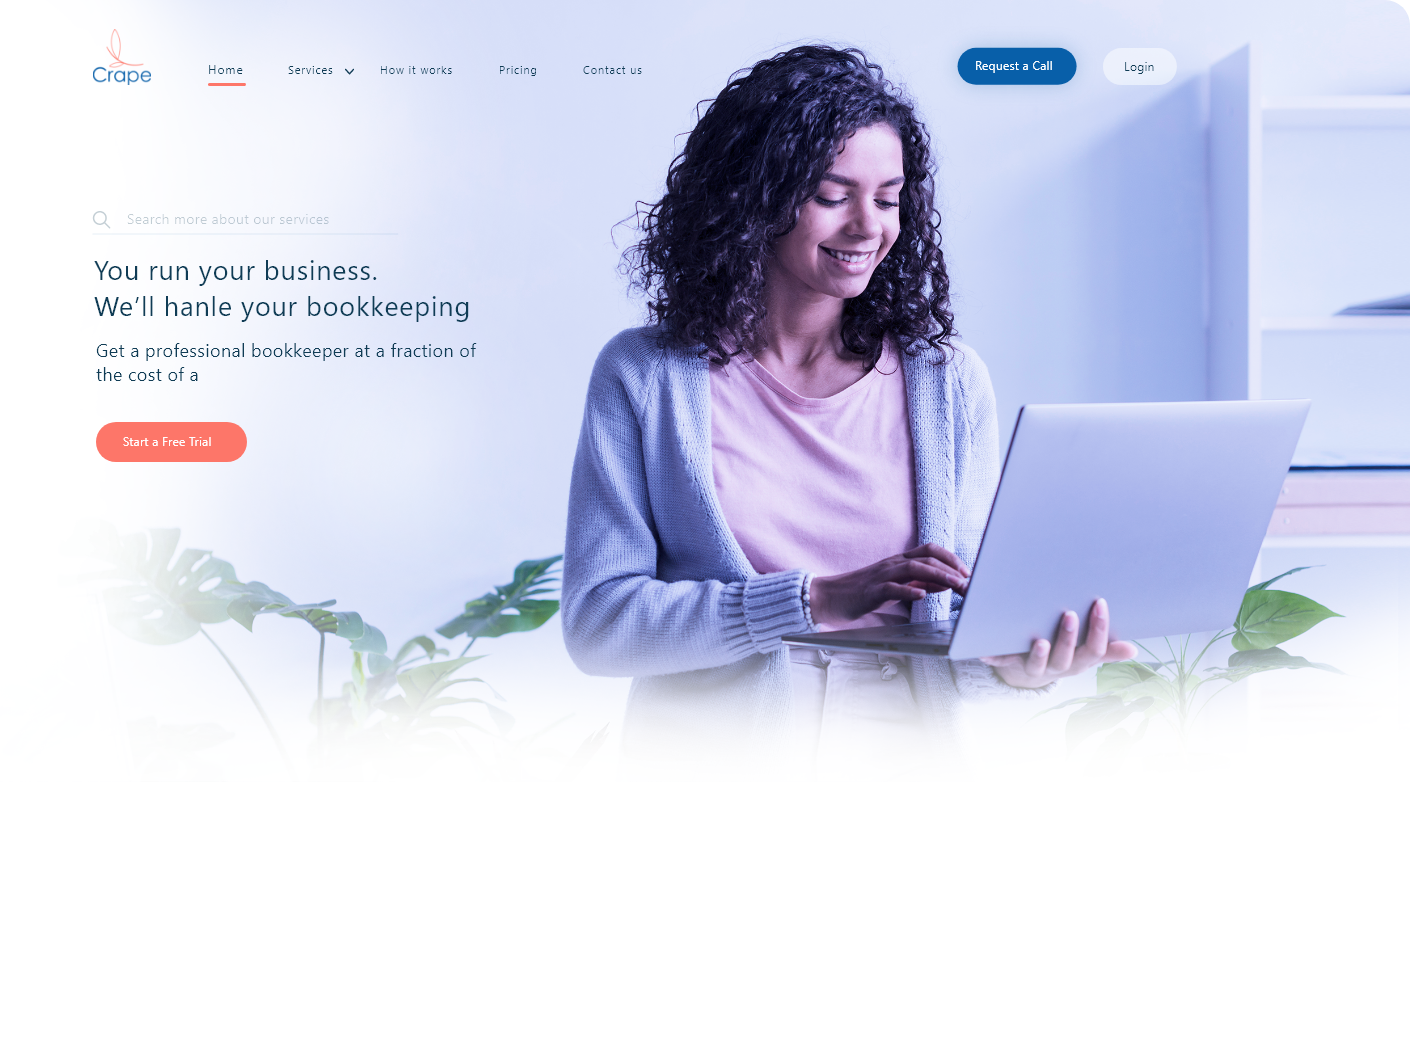 Crape
Home
Services
How it works
Pricing
Contact us
Request a Call
Login
Search more about our services
You run your business.
We’ll hanle your bookkeeping
Get a professional bookkeeper at a fraction of
the cost of a
Start a Free Trial